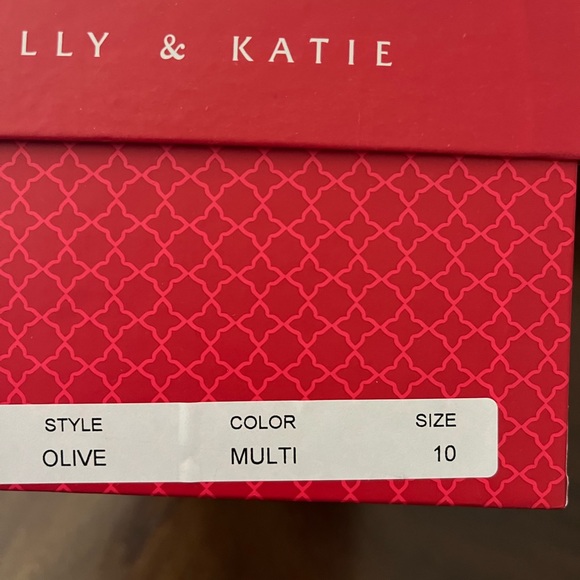 LLY & KATIE
STYLE COLOR SIZE
OLIVE MULTI 10